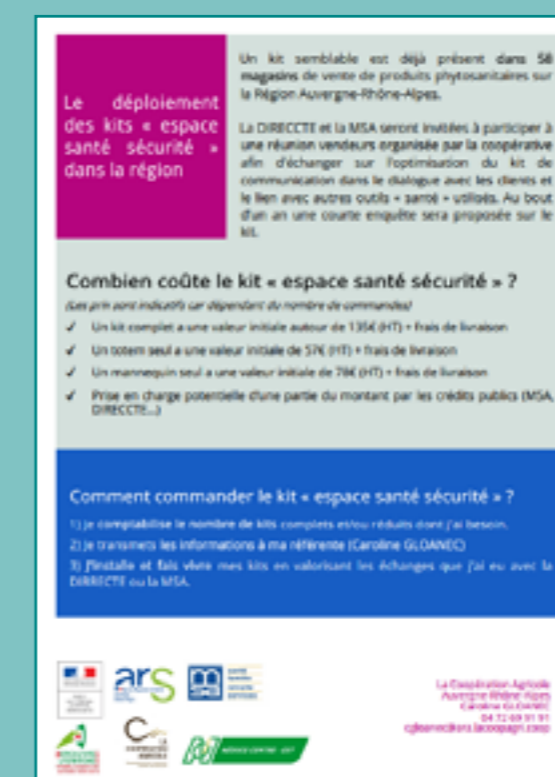 Le déploiement
des kits « espace
santé sécurité »
dans la région
Un kit semblable est déjà présent dans 58
magasins de vente de produits phytosanitaires sur
la Région Auvergne-Rhône-Alpes.
La DIRECCTE et la MSA seront invitées à participer à
une réunion vendeurs organisée par la coopérative
afin d'échanger sur l'optimisation du kit de
communication dans le dialogue avec les clients et
le lien avec autres outils « santé » utilisés. Au bout
d'un an une courte enquête sera proposée sur le
kit.
Combien coûte le kit « espace santé sécurité » ?
(Les prix sont indicatifs car dépendant du nombre de commandes)
✓ Un kit complet a une valeur initiale autour de 135€ (HT) + frais de livraison
✓ Un totem seul a une valeur initiale de 57€ (HT) + frais de livraison
✓ Un mannequin seul a une valeur initiale de 78€ (HT) + frais de livraison
✓ Prise en charge potentielle d'une partie du montant par les crédits publics (MSA,
DIRECCTE...)
Comment commander le kit « espace santé sécurité » ?
1) Je comptabilise le nombre de kits complets et/ou réduits dont j'ai besoin.
2) Je transmets les informations à ma référente (Caroline GLOANEC)
3) J'installe et fais vivre mes kits en valorisant les échanges que j'ai eu avec la
DIRRECTE ou la MSA.
ars
La Coopération Agricole
Auvergne Rhône-Alpes
Caroline GLOANEC
04 72 69 91 91